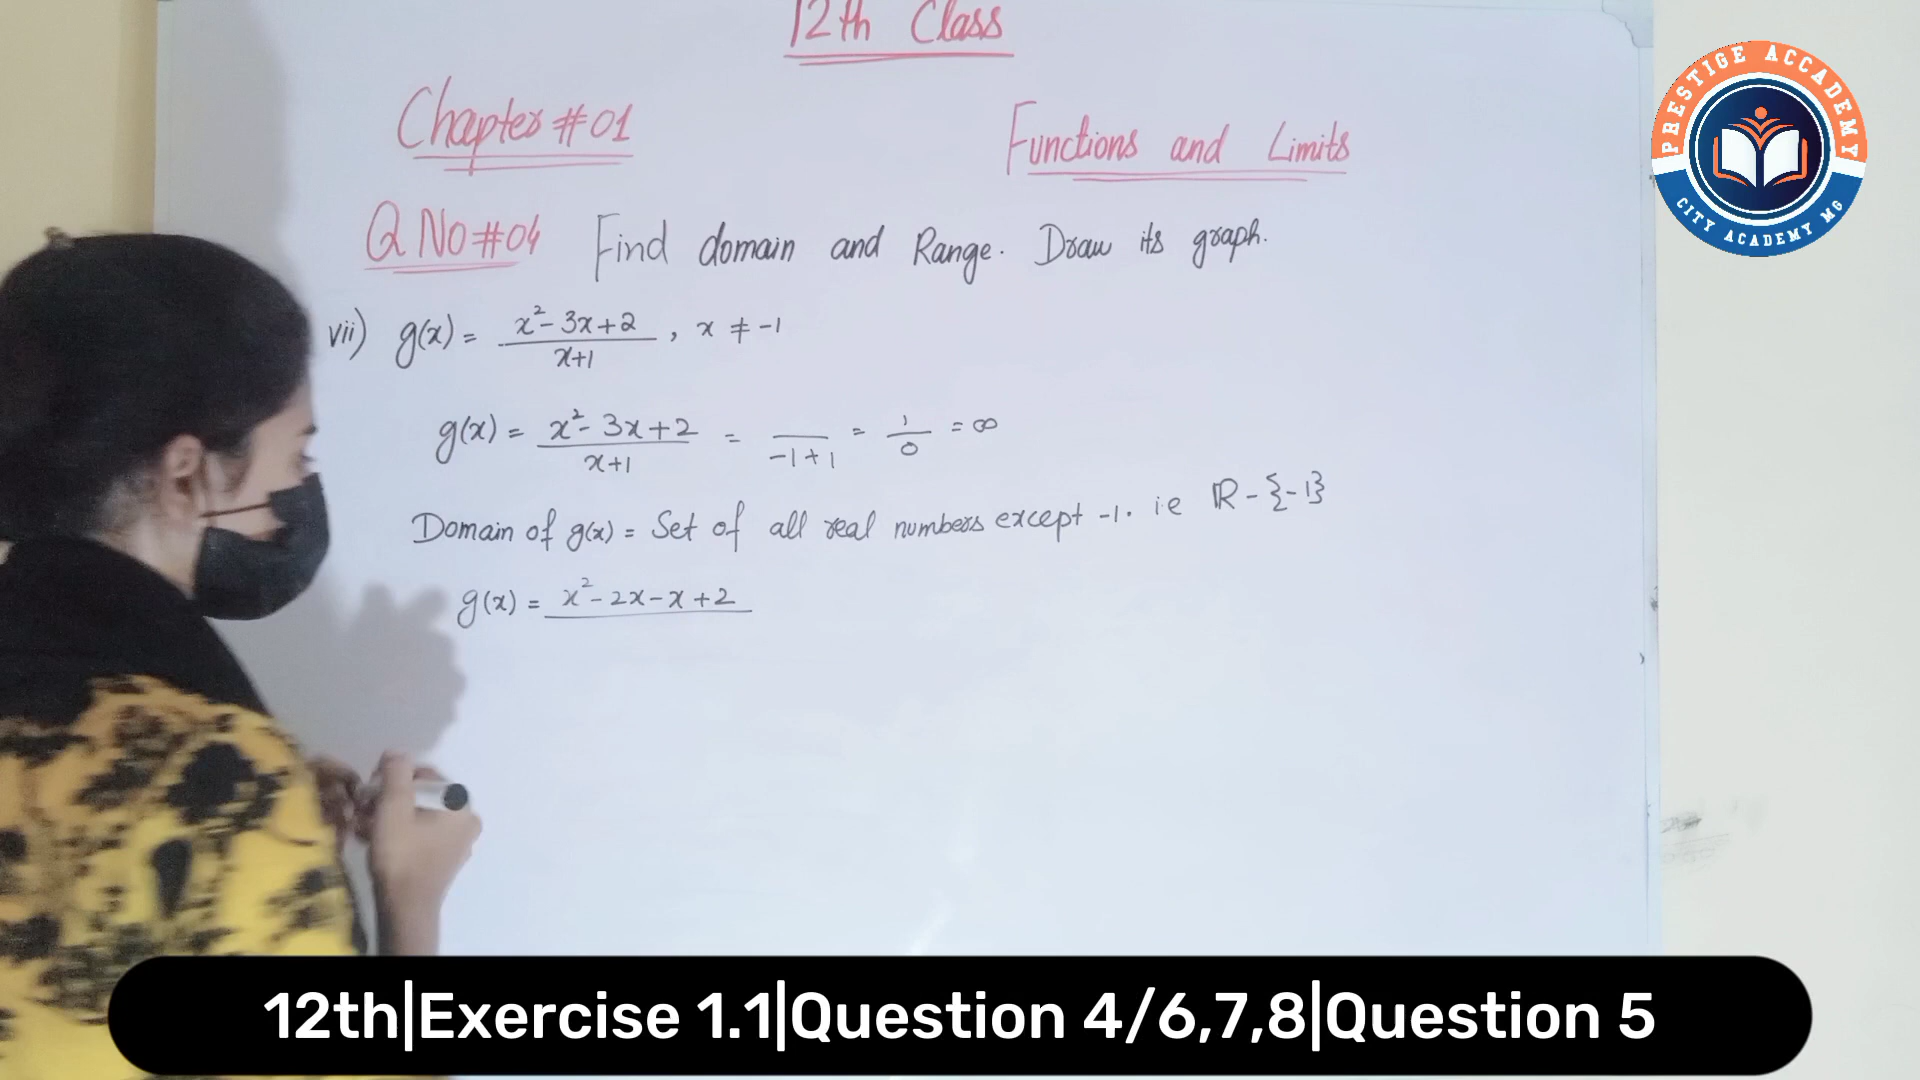 12th Class
Chapter #01
Functions and Limits
Q NO #04 Find domain and Range. Draw its graph.
vii) g(x) = x² - 3x + 2 / x+1 , x ≠ -1
g(x) = x² - 3x + 2 / x+1 = / -1+1 = 1/0 = ∞
Domain of g(x) = Set of all real numbers except -1. ie ℝ - {-1}
g(x) = x² - 2x - x + 2
PRESTIGE ACCADEMY
CITY ACADEMY MG
12th|Exercise 1.1|Question 4/6,7,8|Question 5